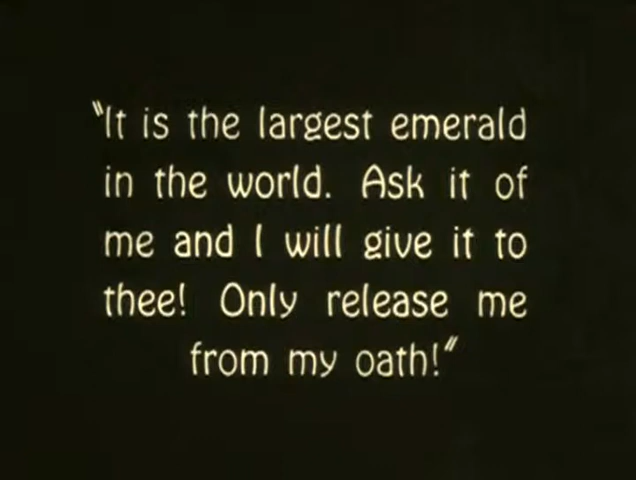 "It is the largest emerald
in the world. Ask it of
me and I will give it to
thee! Only release me
from my oath!"